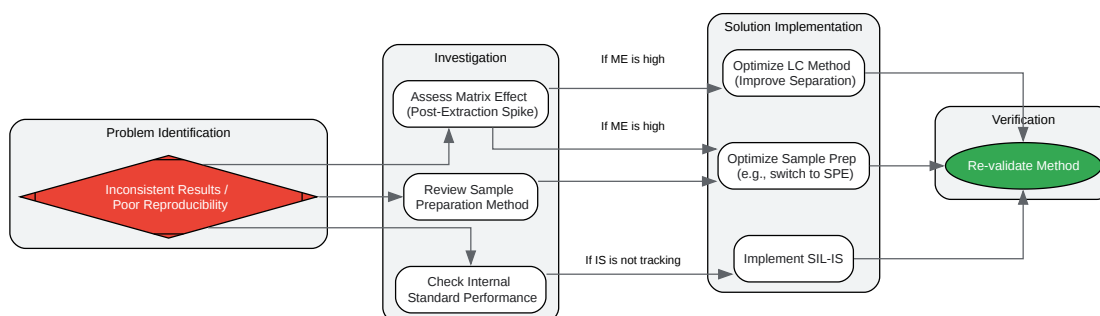 Problem Identification
Inconsistent Results /
Poor Reproducibility
Investigation
Assess Matrix Effect
(Post-Extraction Spike)
Review Sample
Preparation Method
Check Internal
Standard Performance
If ME is high
If ME is high
If IS is not tracking
Solution Implementation
Optimize LC Method
(Improve Separation)
Optimize Sample Prep
(e.g., switch to SPE)
Implement SIL-IS
Verification
Re-validate Method